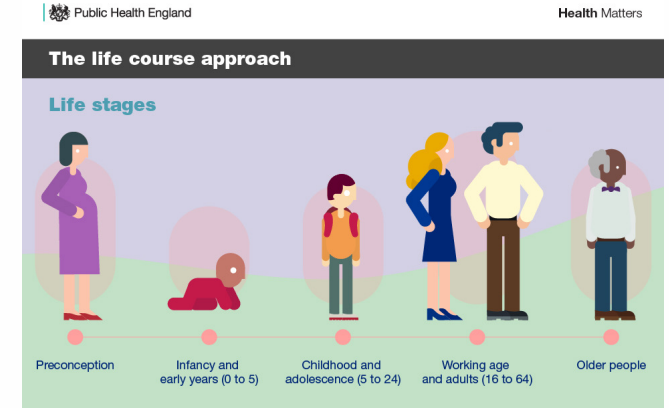 Public Health England
Health Matters
The life course approach
Life stages
Preconception
Infancy and
early years (0 to 5)
Childhood and
adolescence (5 to 24)
Working age
and adults (16 to 64)
Older people